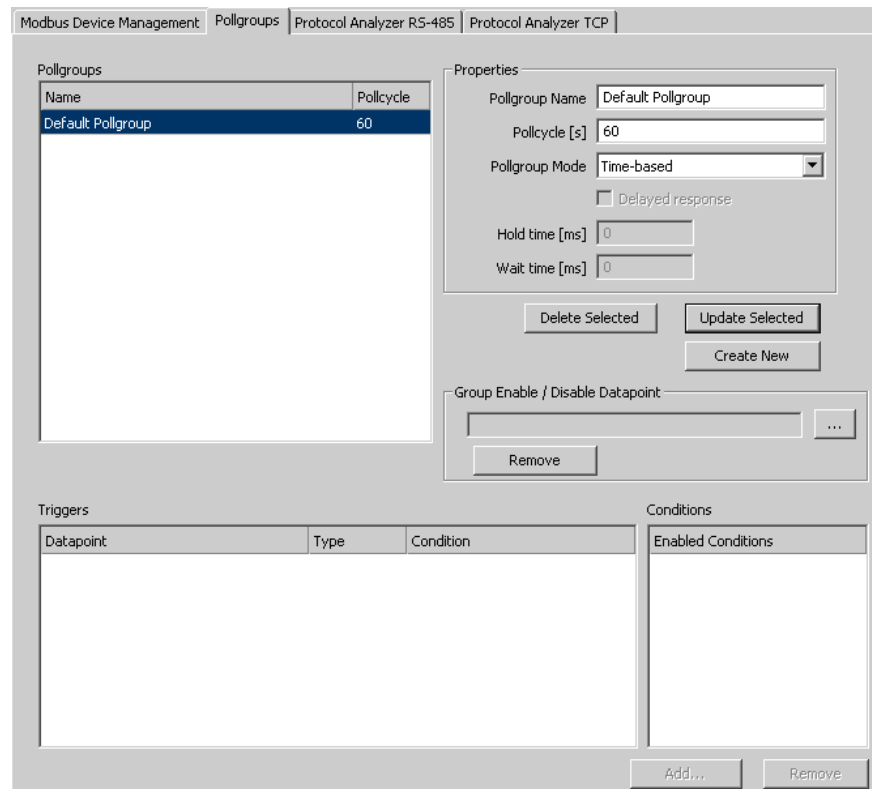 Modbus Device Management Pollgroups Protocol Analyzer RS-485 Protocol Analyzer TCP
Pollgroups
Name Pollcycle
Default Pollgroup 60
Properties
Pollgroup Name Default Pollgroup
Pollcycle [s] 60
Pollgroup Mode Time-based
Delayed response
Hold time [ms] 0
Wait time [ms] 0
Delete Selected Update Selected
Create New
Group Enable / Disable Datapoint
...
Remove
Triggers
Datapoint Type Condition
Conditions
Enabled Conditions
Add... Remove